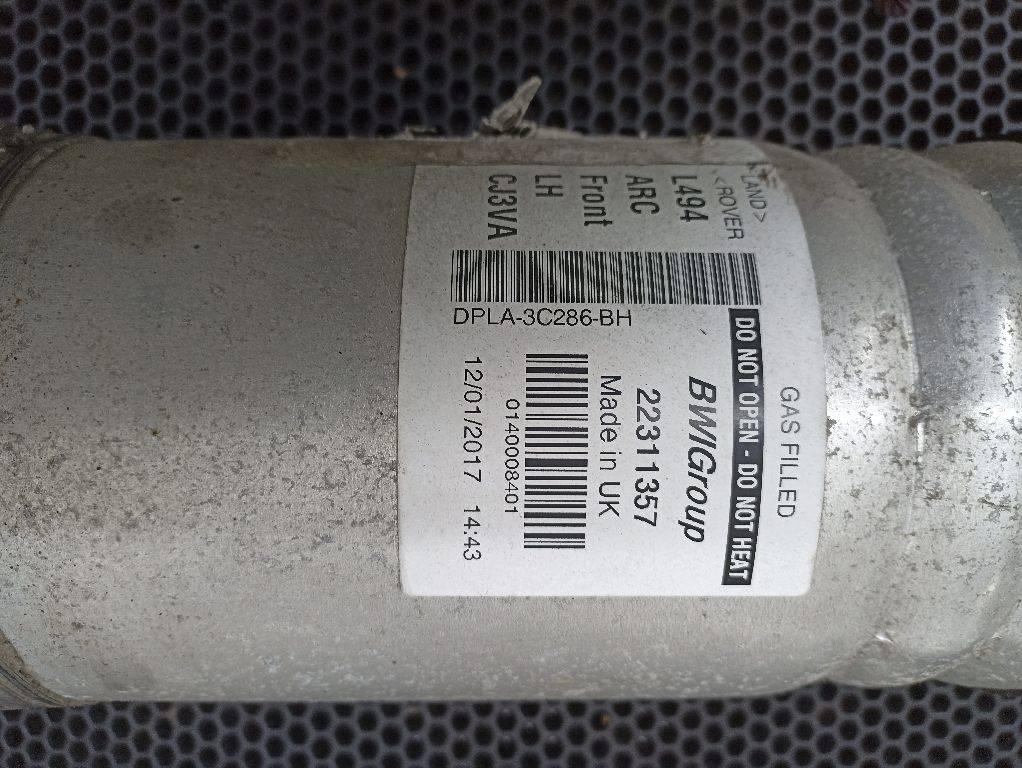 <LAND>
<ROVER
L494
ARC
Front
LH
CJ3VA
DPLA-3C286-BH
GAS FILLED
DO NOT OPEN - DO NOT HEAT
BWIGroup
22311357
Made in UK
0140008401
12/01/2017 14:43